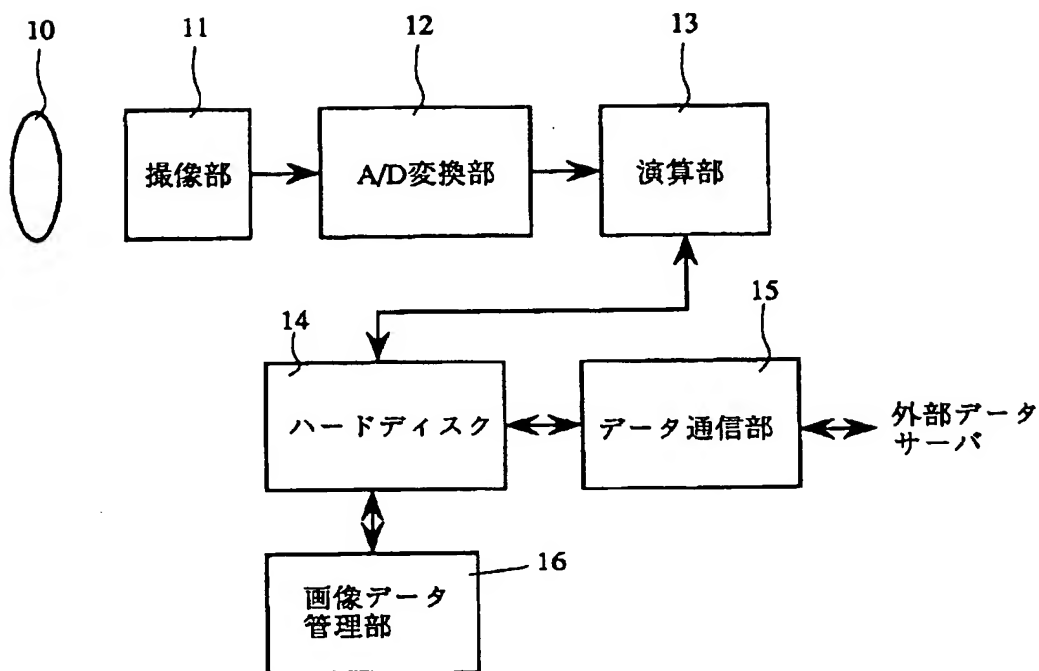 10
11
12
13
撮像部
A/D変換部
演算部
14
15
ハードディスク
データ通信部
外部データ
サーバ
16
画像データ
管理部